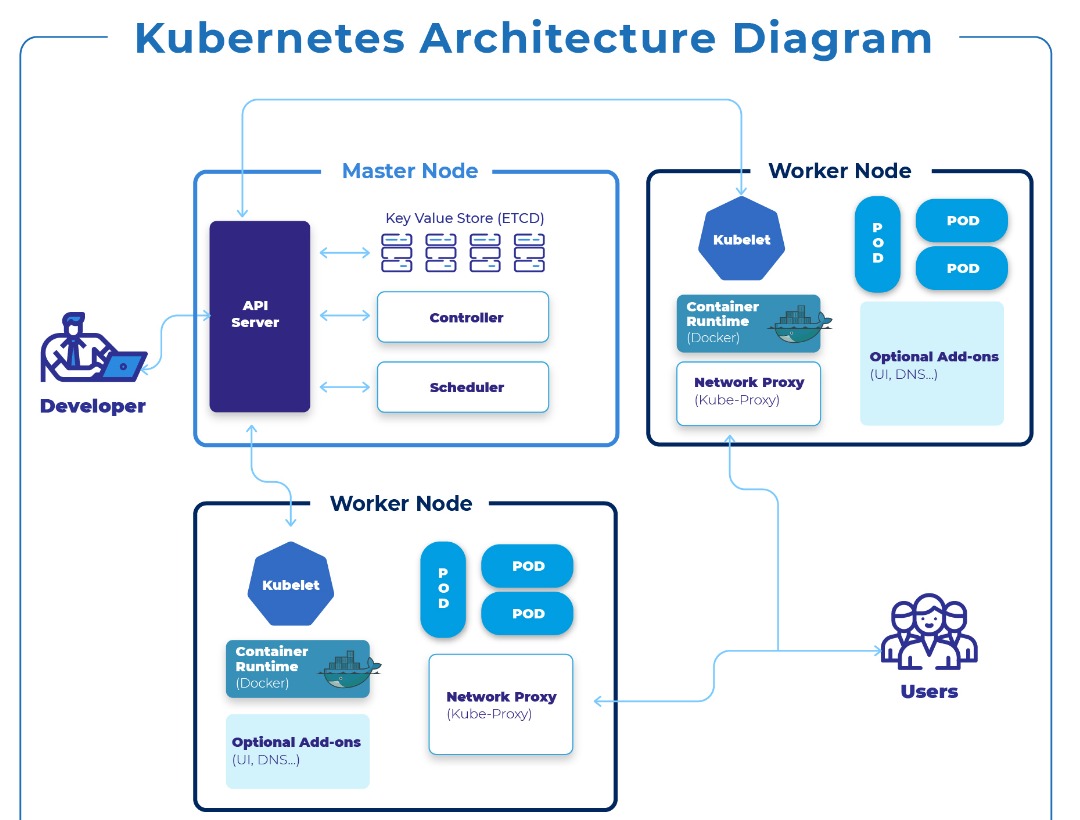 Kubernetes Architecture Diagram
Master Node
Key Value Store (ETCD)
API
Server
Controller
Scheduler
Developer
Worker Node
Kubelet
POD
POD
POD
Container
Runtime
(Docker)
Network Proxy
(Kube-Proxy)
Optional Add-ons
(UI, DNS...)
Worker Node
Kubelet
POD
POD
POD
Container
Runtime
(Docker)
Optional Add-ons
(UI, DNS...)
Network Proxy
(Kube-Proxy)
Users